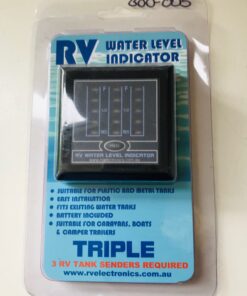 800-005
RV WATER LEVEL
INDICATOR
RV WATER LEVEL INDICATOR
• SUITABLE FOR PLASTIC AND METAL TANKS
• EASY INSTALLATION
• FITS EXISTING WATER TANKS
• BATTERY INCLUDED
• SUITABLE FOR CARAVANS, BOATS
& CAMPER TRAILERS
TRIPLE
3 RV TANK SENDERS REQUIRED
www.rvelectronics.com.au